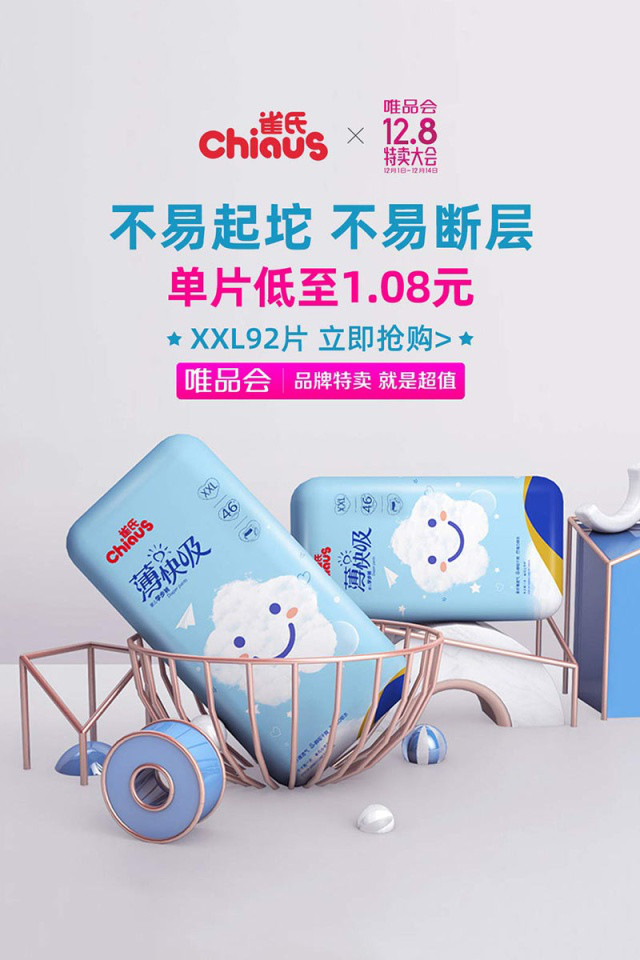 雀氏
Chiaus
×
唯品会
12.8
特卖大会
12月1日-12月14日
不易起坨 不易断层
单片低至1.08元
XXL92片 立即抢购>
唯品会 品牌特卖 就是超值
雀氏
Chiaus
薄快吸
XXL
46
雀氏
Chiaus
薄快吸
XXL
46